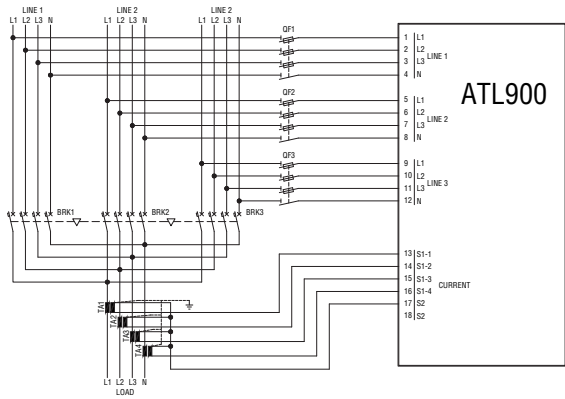 LINE 1 LINE 2 LINE 2
L1 L2 L3 N L1 L2 L3 N L1 L2 L3 N
QF1
1 L1
2 L2
3 L3
4 N
LINE 1
ATL900
QF2
5 L1
6 L2
7 L3
8 N
LINE 2
QF3
9 L1
10 L2
11 L3
12 N
LINE 3
BRK1 BRK2 BRK3
13 S1-1
14 S1-2
15 S1-3
16 S1-4
17 S2
18 S2
CURRENT
TA1
TA2
TA3
TA4
L1 L2 L3 N
LOAD